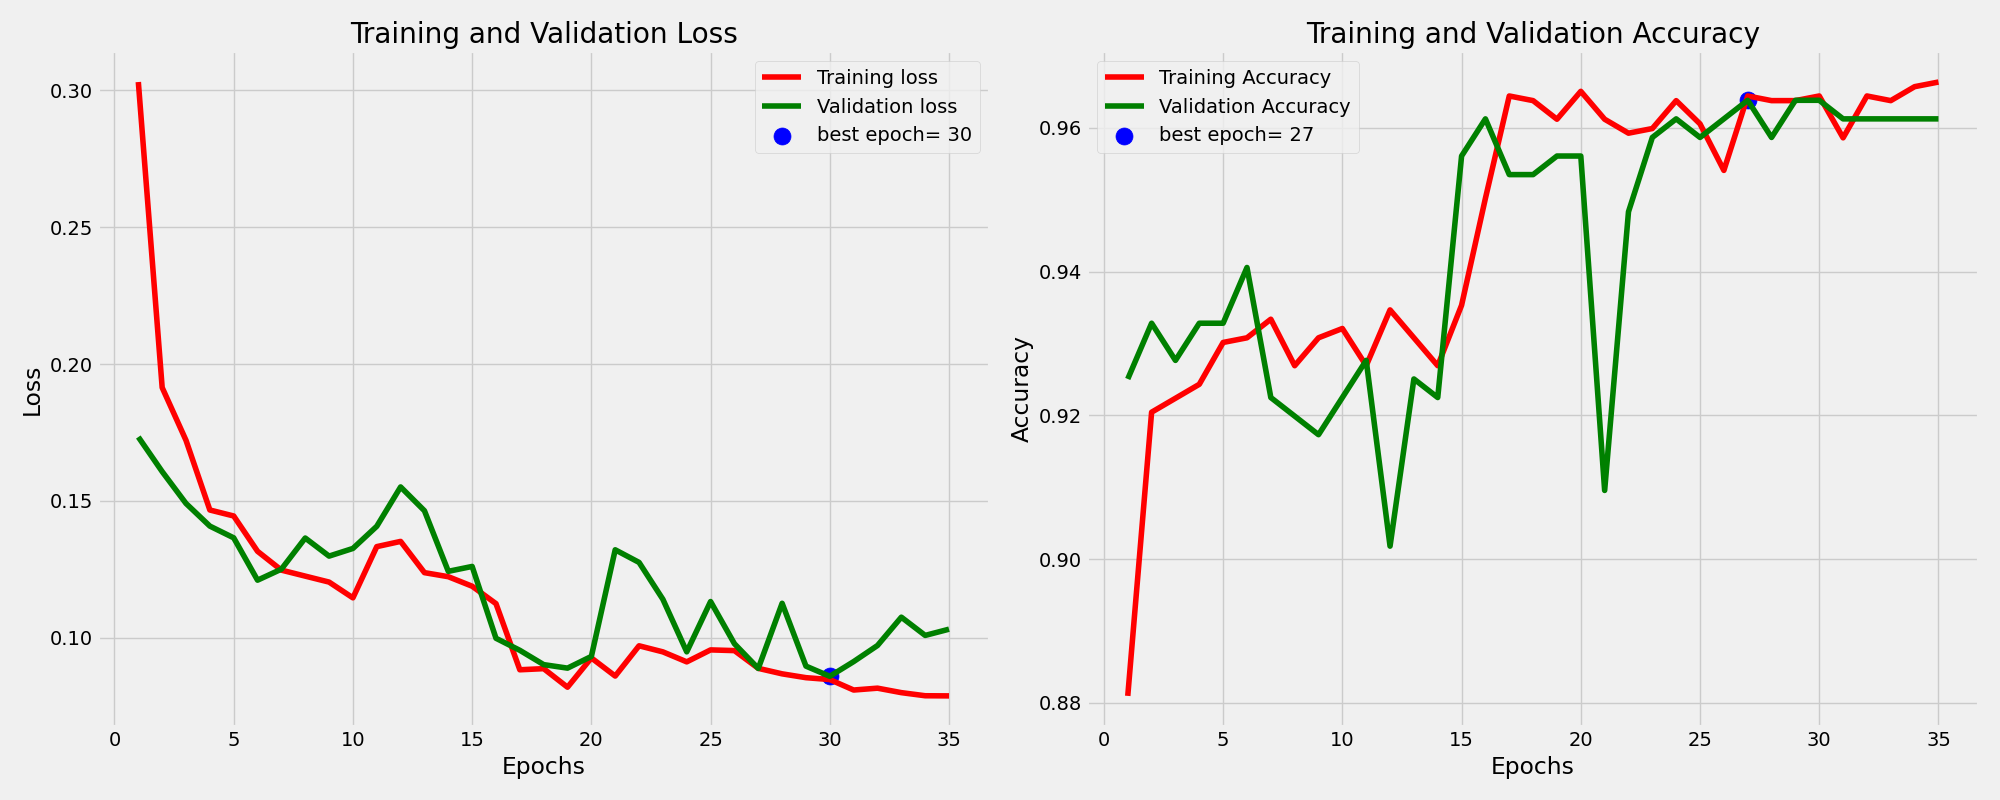 Training and Validation Loss
Training loss
Validation loss
best epoch= 30
0.30
0.25
0.20
0.15
0.10
Loss
0 5 10 15 20 25 30 35
Epochs
Training and Validation Accuracy
Training Accuracy
Validation Accuracy
best epoch= 27
0.96
0.94
0.92
0.90
0.88
Accuracy
0 5 10 15 20 25 30 35
Epochs